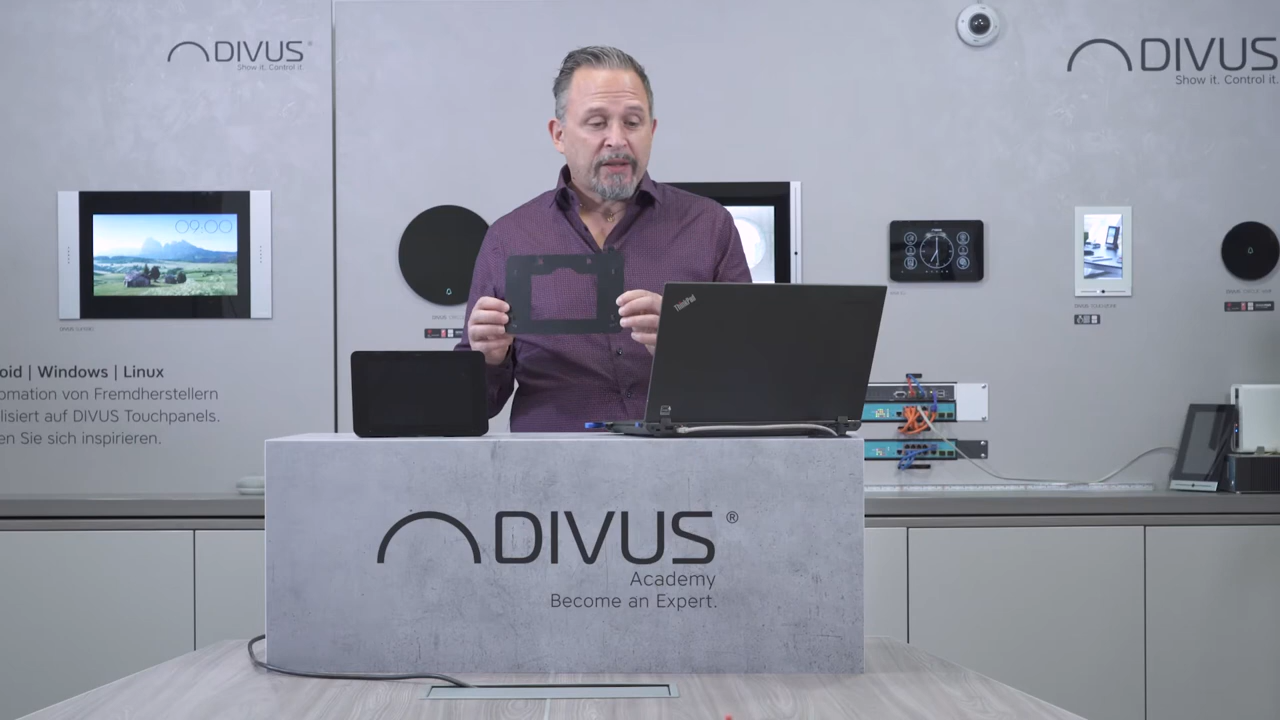 DIVUS®
Show it. Control it.
DIVUS
Show it. Control it.
09:00
ThinkPad
oid | Windows | Linux
omation von Fremdherstellern
lisiert auf DIVUS Touchpanels.
en Sie sich inspirieren.
DIVUS®
Academy
Become an Expert.